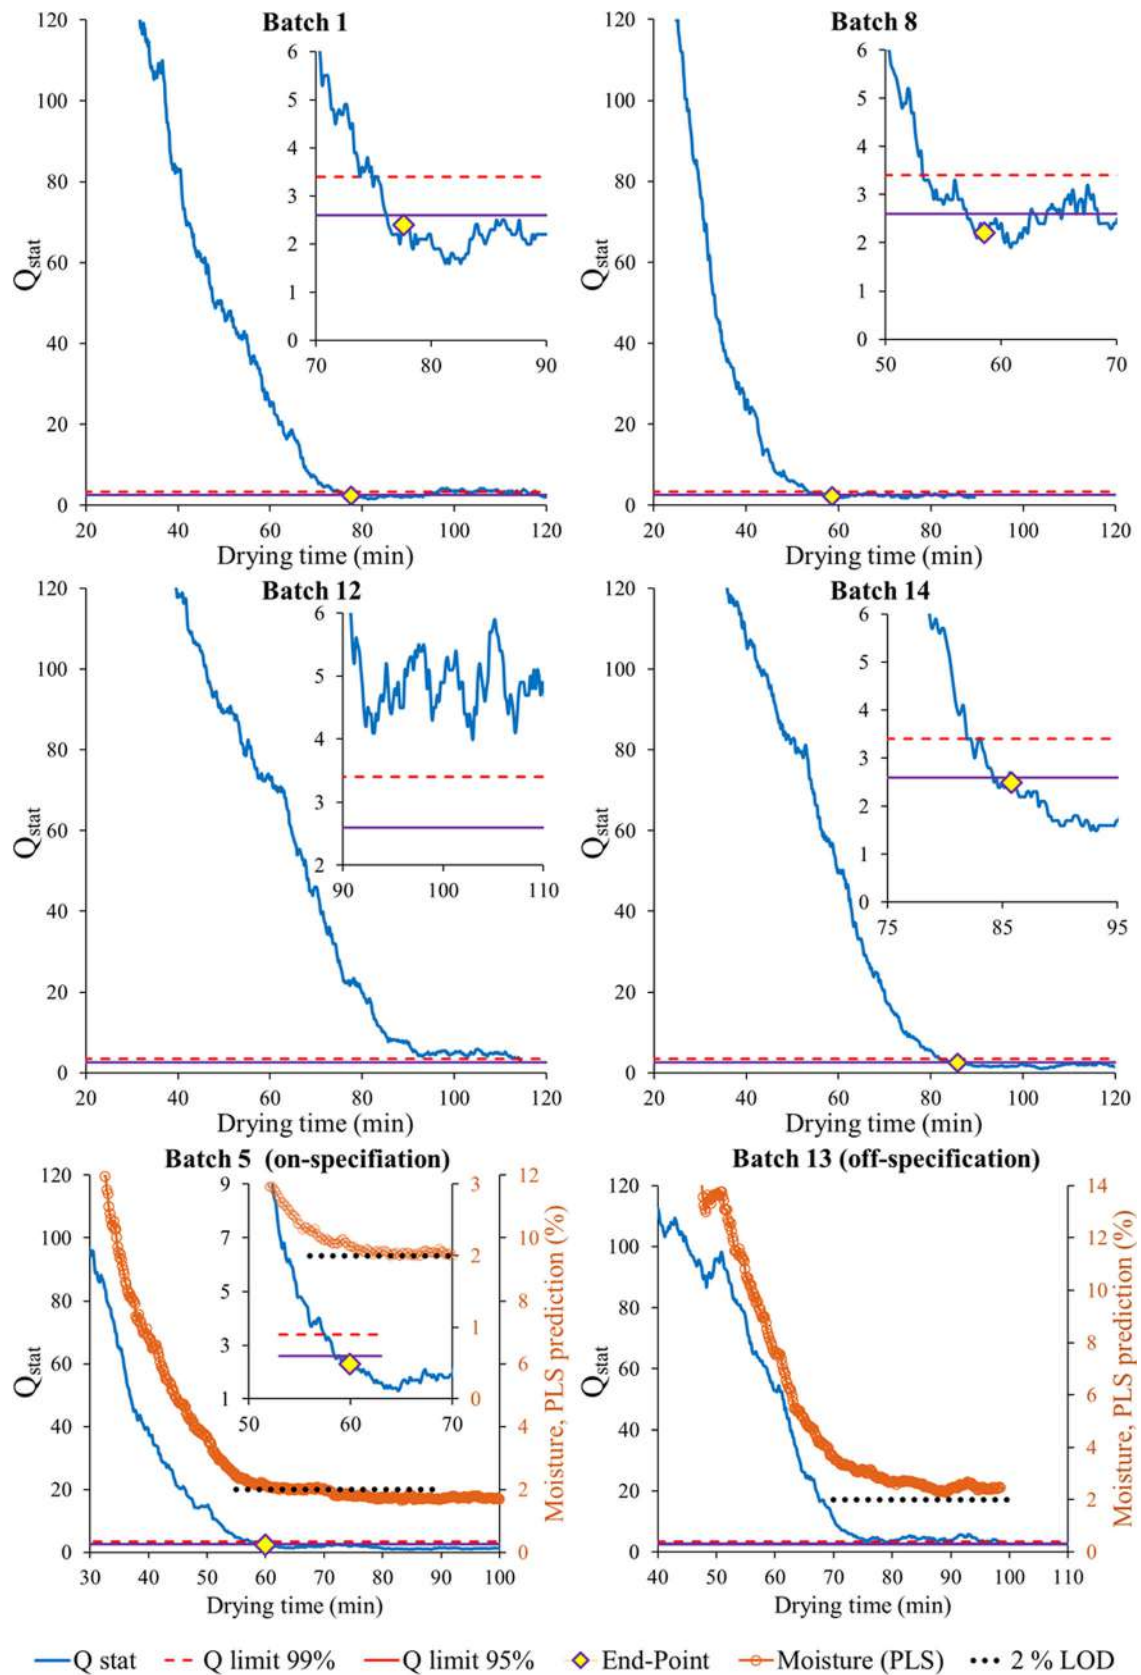 Batch 1
Q_stat
120
100
80
60
40
20
0
20 40 60 80 100 120
Drying time (min)
6
5
4
3
2
1
0
70 80 90
Batch 8
Q_stat
120
100
80
60
40
20
0
20 40 60 80 100 120
Drying time (min)
6
5
4
3
2
1
0
50 60 70
Batch 12
Q_stat
120
100
80
60
40
20
0
20 40 60 80 100 120
Drying time (min)
6
5
4
3
2
90 100 110
Batch 14
Q_stat
120
100
80
60
40
20
0
20 40 60 80 100 120
Drying time (min)
6
5
4
3
2
1
0
75 85 95
Batch 5 (on-specifiation)
Q_stat
120
100
80
60
40
20
0
30 40 50 60 70 80 90 100
Drying time (min)
12
10
8
6
4
2
0
Moisture, PLS prediction (%)
9
7
5
3
1
50 60 70
3
2
1
0
Batch 13 (off-specification)
Q_stat
120
100
80
60
40
20
0
40 50 60 70 80 90 100 110
Drying time (min)
14
12
10
8
6
4
2
0
Moisture, PLS prediction (%)
Q stat Q limit 99% Q limit 95% End-Point Moisture (PLS) 2 % LOD